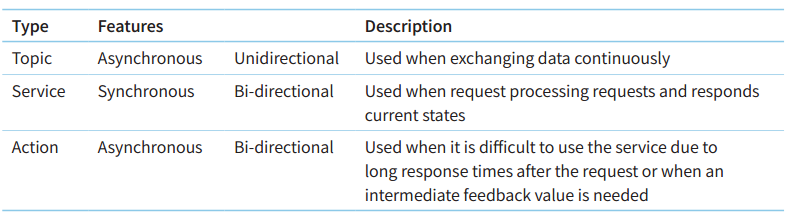 Type Features Description
Topic Asynchronous Unidirectional Used when exchanging data continuously
Service Synchronous Bi-directional Used when request processing requests and responds
current states
Action Asynchronous Bi-directional Used when it is difficult to use the service due to
long response times after the request or when an
intermediate feedback value is needed